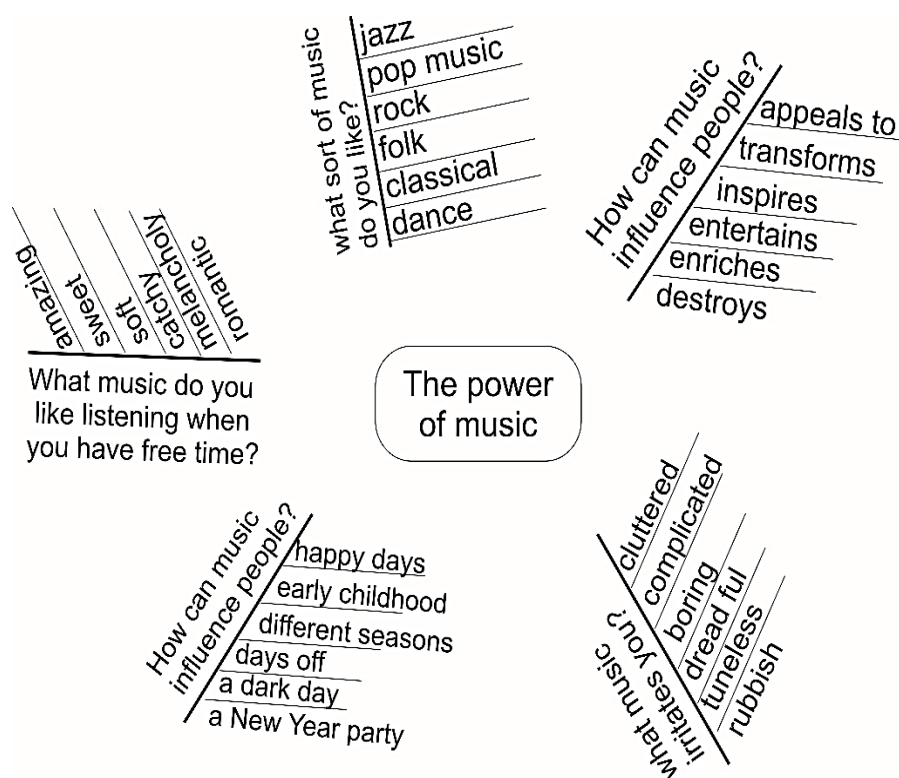 what sort of music
do you like?
jazz
pop music
rock
folk
classical
dance
How can music
influence people?
appeals to
transforms
inspires
entertains
enriches
destroys
amazing
sweet
soft
catchy
melancholy
romantic
What music do you
like listening when
you have free time?
The power
of music
How can music
influence people?
happy days
early childhood
different seasons
days off
a dark day
a New Year party
what music
irritates you?
cluttered
complicated
boring
dread ful
tuneless
rubbish